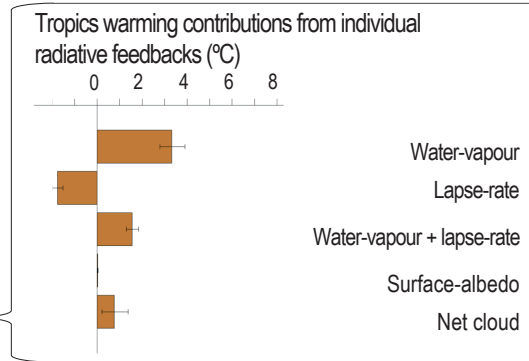 Tropics warming contributions from individual
radiative feedbacks (ºC)
0 2 4 6 8
Water-vapour
Lapse-rate
Water-vapour + lapse-rate
Surface-albedo
Net cloud